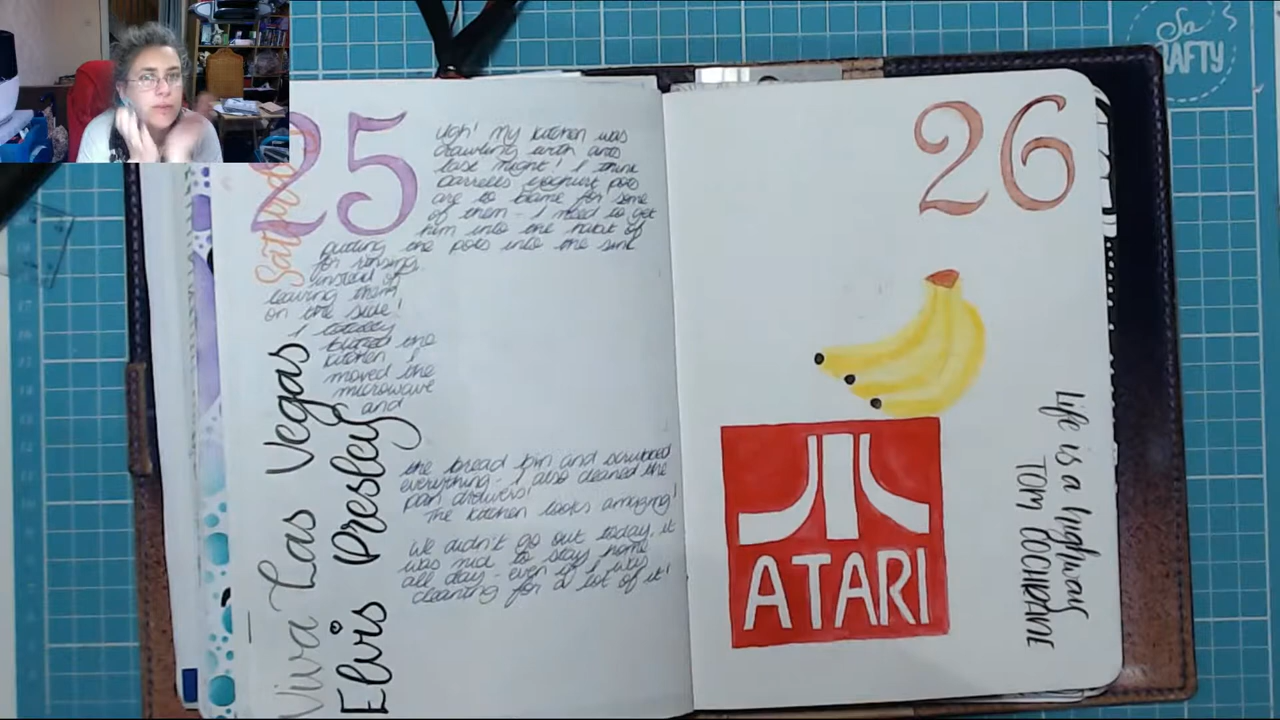 So
CRAFTY
25
Saturday
Ugh! My kitchen was
crawling with ants
last night! I think
Darrells yoghurt pots
are to blame for some
of them - I need to get
him into the habit of
putting the pots into the sink
for rinsing
instead of
leaving them
on the side!
I totally
blitzed the
kitchen, I
moved the
microwave
and
the bread bin and scrubbed
everything - I also cleaned the
pan drawers!
The kitchen looks amazing!
We didn't go out today, it
was nice to stay home
all day - even if I was
cleaning for a lot of it!
Viva Las Vegas
Elvis Presley
26
ATARI
Life is a highway
TOM COCHRANE